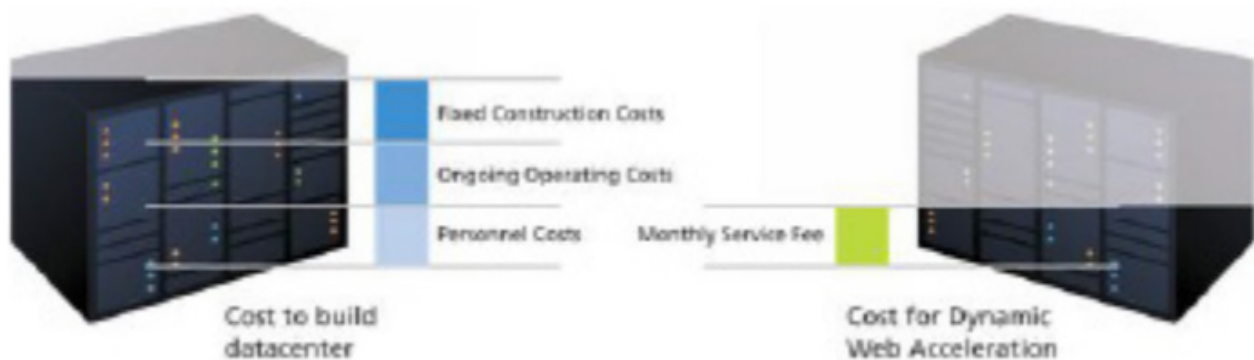 Fixed Construction Costs
Ongoing Operating Costs
Personnel Costs
Monthly Service Fee
Cost to build
datacenter
Cost for Dynamic
Web Acceleration